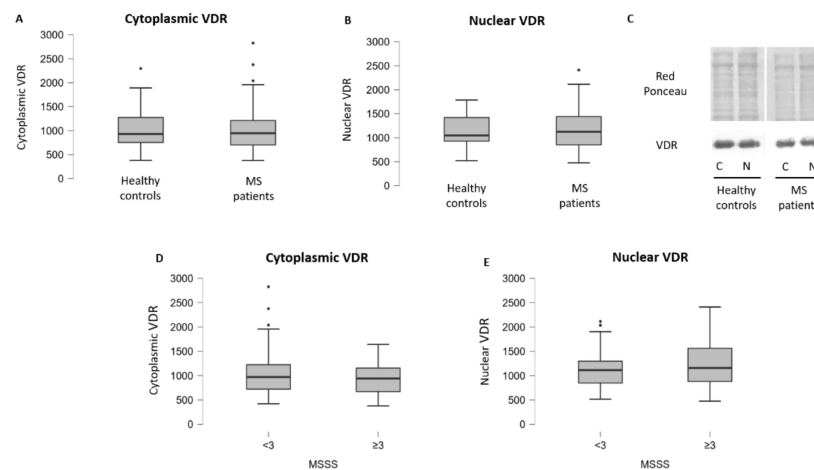 A
Cytoplasmic VDR
Cytoplasmic VDR
3000
2500
2000
1500
1000
500
0
Healthy
controls
MS
patients
B
Nuclear VDR
Nuclear VDR
3000
2500
2000
1500
1000
500
0
Healthy
controls
MS
patients
C
Red
Ponceau
VDR
C N C N
Healthy
controls
MS
patient
D
Cytoplasmic VDR
Cytoplasmic VDR
3000
2500
2000
1500
1000
500
0
<3 ≥3
MSSS
E
Nuclear VDR
Nuclear VDR
3000
2500
2000
1500
1000
500
0
<3 ≥3
MSSS